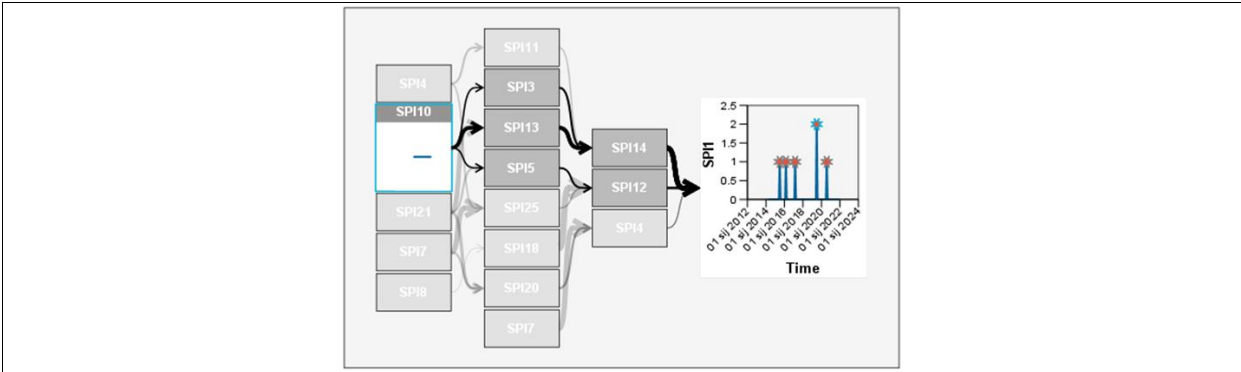 SPI4
SPI10
SPI21
SPI7
SPI8
SPI11
SPI3
SPI13
SPI5
SPI25
SPI18
SPI20
SPI7
SPI14
SPI12
SPI4
SPI1
2.5
2
1.5
1
0.5
0
01 sij 2012
01 sij 2014
01 sij 2016
01 sij 2018
01 sij 2020
01 sij 2022
01 sij 2024
Time